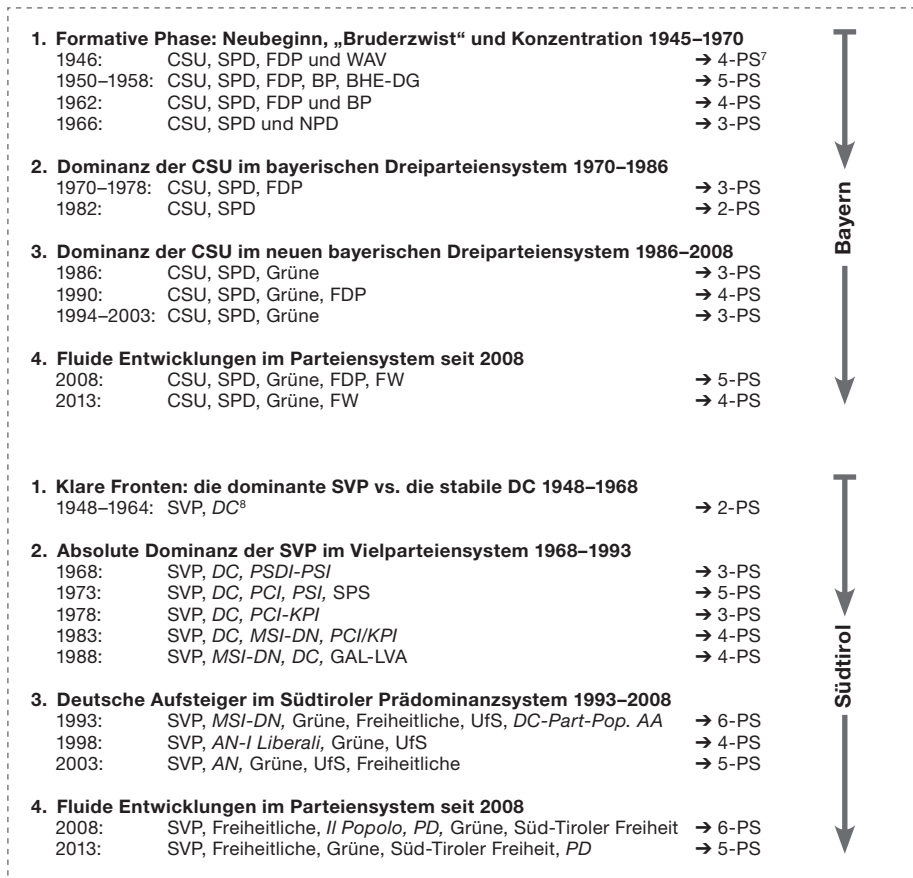 1. Formative Phase: Neubeginn, „Bruderzwist“ und Konzentration 1945–1970
1946: CSU, SPD, FDP und WAV ➔ 4-PS⁷
1950–1958: CSU, SPD, FDP, BP, BHE-DG ➔ 5-PS
1962: CSU, SPD, FDP und BP ➔ 4-PS
1966: CSU, SPD und NPD ➔ 3-PS
2. Dominanz der CSU im bayerischen Dreiparteiensystem 1970–1986
1970–1978: CSU, SPD, FDP ➔ 3-PS
1982: CSU, SPD ➔ 2-PS
3. Dominanz der CSU im neuen bayerischen Dreiparteiensystem 1986–2008
1986: CSU, SPD, Grüne ➔ 3-PS
1990: CSU, SPD, Grüne, FDP ➔ 4-PS
1994–2003: CSU, SPD, Grüne ➔ 3-PS
4. Fluide Entwicklungen im Parteiensystem seit 2008
2008: CSU, SPD, Grüne, FDP, FW ➔ 5-PS
2013: CSU, SPD, Grüne, FW ➔ 4-PS
Bayern
1. Klare Fronten: die dominante SVP vs. die stabile DC 1948–1968
1948–1964: SVP, DC⁸ ➔ 2-PS
2. Absolute Dominanz der SVP im Vielparteiensystem 1968–1993
1968: SVP, DC, PSDI-PSI ➔ 3-PS
1973: SVP, DC, PCI, PSI, SPS ➔ 5-PS
1978: SVP, DC, PCI-KPI ➔ 3-PS
1983: SVP, DC, MSI-DN, PCI/KPI ➔ 4-PS
1988: SVP, MSI-DN, DC, GAL-LVA ➔ 4-PS
3. Deutsche Aufsteiger im Südtiroler Prädominanzsystem 1993–2008
1993: SVP, MSI-DN, Grüne, Freiheitliche, UfS, DC-Part-Pop. AA ➔ 6-PS
1998: SVP, AN-I Liberali, Grüne, UfS ➔ 4-PS
2003: SVP, AN, Grüne, UfS, Freiheitliche ➔ 5-PS
4. Fluide Entwicklungen im Parteiensystem seit 2008
2008: SVP, Freiheitliche, Il Popolo, PD, Grüne, Süd-Tiroler Freiheit ➔ 6-PS
2013: SVP, Freiheitliche, Grüne, Süd-Tiroler Freiheit, PD ➔ 5-PS
Südtirol